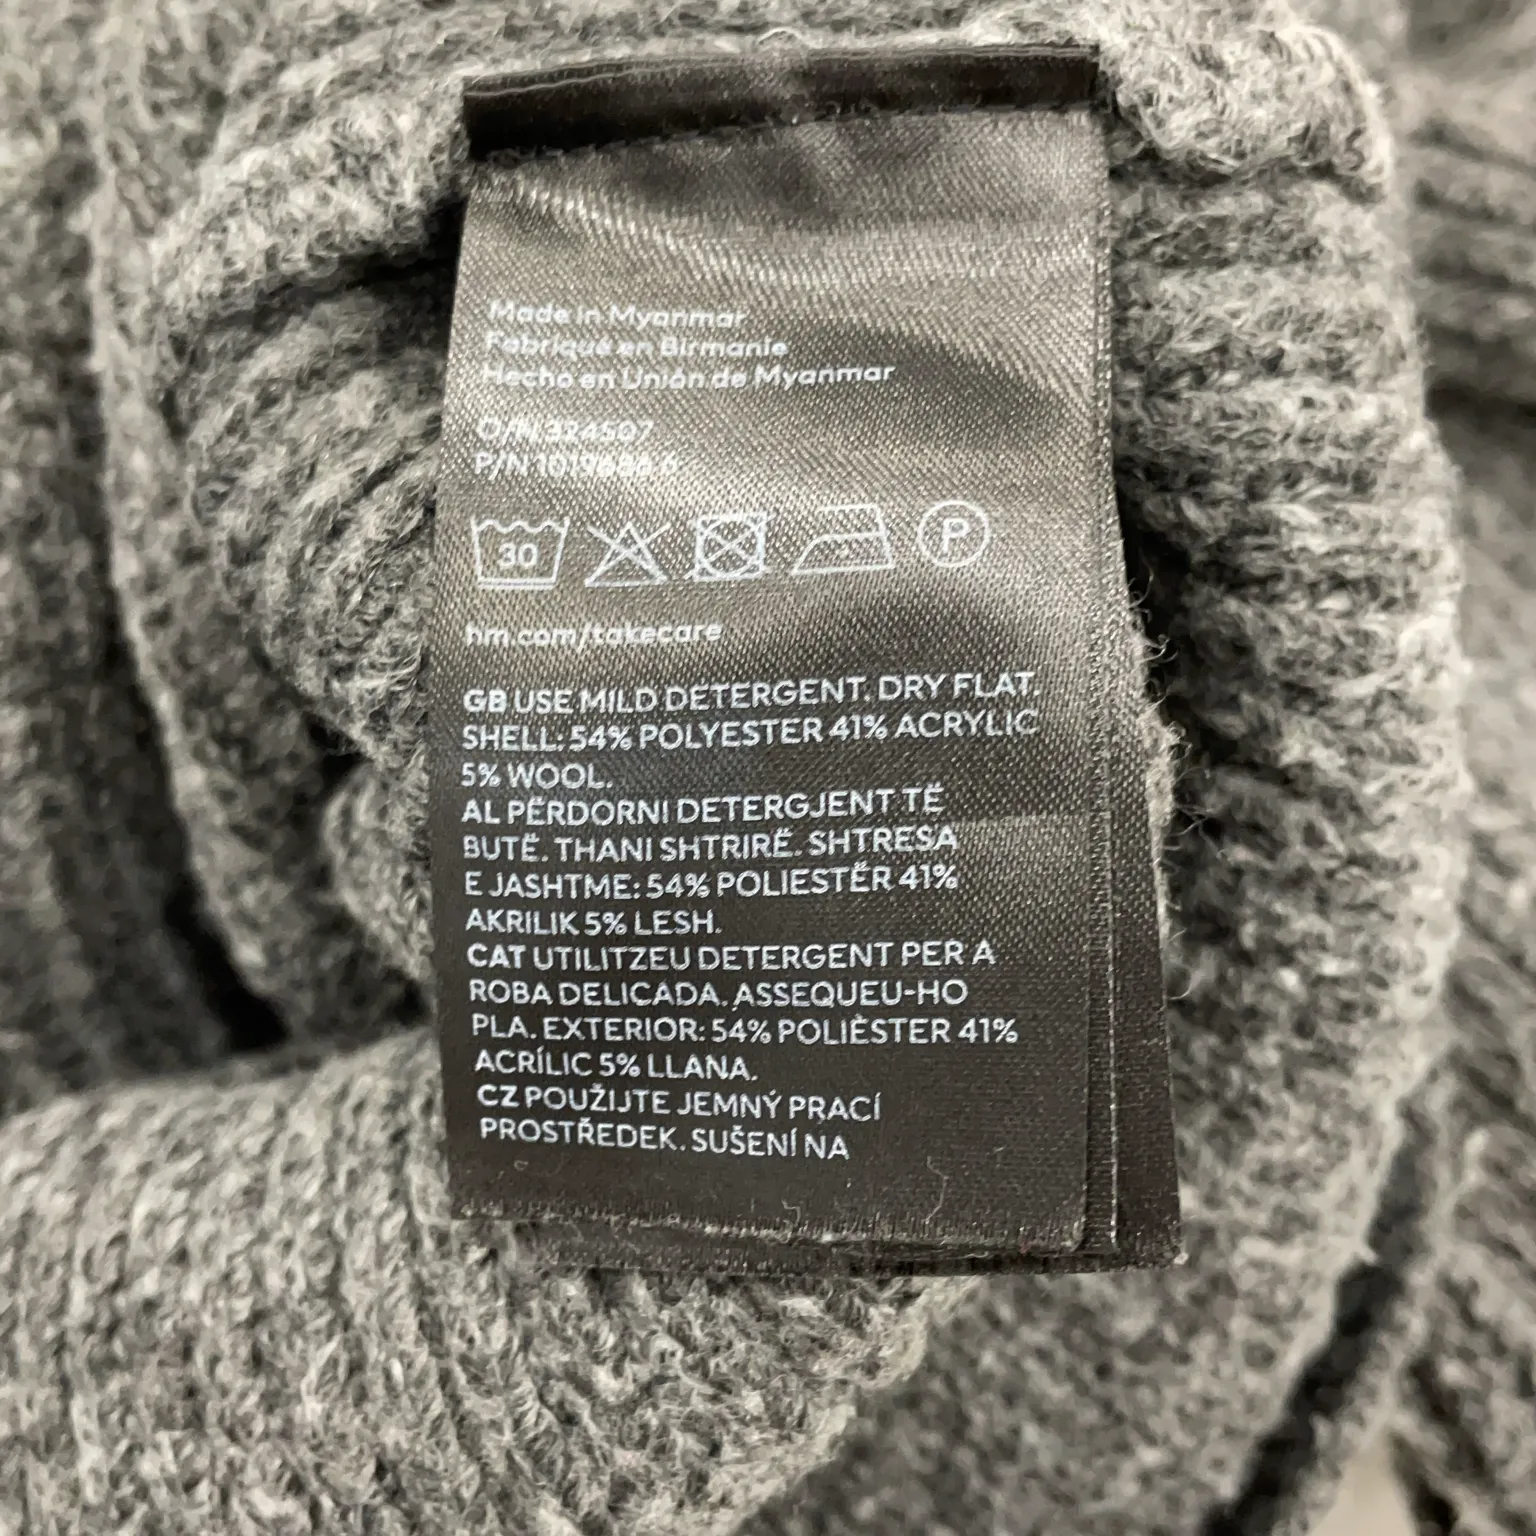 Made in Myanmar
Fabriqué en Birmanie
Hecho en Unión de Myanmar
O/N 324507
P/N
30
P
hm.com/takecare
GB USE MILD DETERGENT. DRY FLAT.
SHELL: 54% POLYESTER 41% ACRYLIC
5% WOOL.
AL PËRDORNI DETERGJENT TË
BUTË. THANI SHTRIRË. SHTRESA
E JASHTME: 54% POLIESTËR 41%
AKRILIK 5% LESH.
CAT UTILITZEU DETERGENT PER A
ROBA DELICADA. ASSEQUEU-HO
PLA. EXTERIOR: 54% POLIÈSTER 41%
ACRÍLIC 5% LLANA.
CZ POUŽIJTE JEMNÝ PRACÍ
PROSTŘEDEK. SUŠENÍ NA